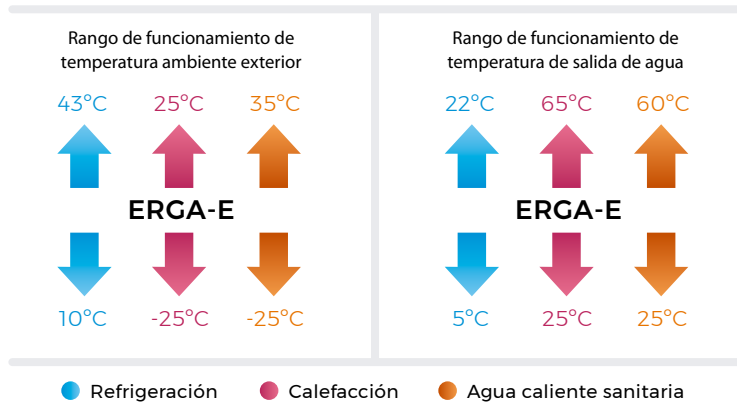 Rango de funcionamiento de
temperatura ambiente exterior
43°C 25°C 35°C
ERGA-E
10°C -25°C -25°C
Rango de funcionamiento de
temperatura de salida de agua
22°C 65°C 60°C
ERGA-E
5°C 25°C 25°C
Refrigeración Calefacción Agua caliente sanitaria